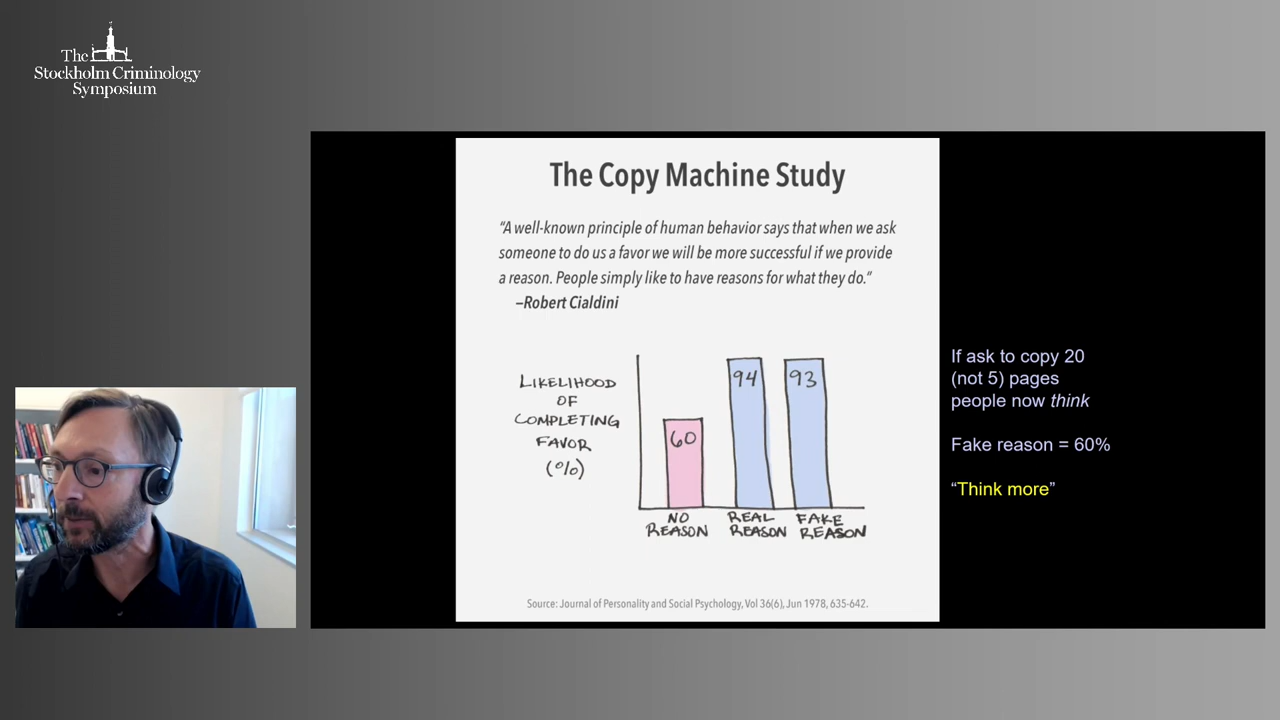 The
Stockholm Criminology
Symposium
The Copy Machine Study
“A well-known principle of human behavior says that when we ask
someone to do us a favor we will be more successful if we provide
a reason. People simply like to have reasons for what they do.”
—Robert Cialdini
LIKELIHOOD
OF
COMPLETING
FAVOR
(%)
60
94
93
NO
REASON
REAL
REASON
FAKE
REASON
Source: Journal of Personality and Social Psychology, Vol 36(6), Jun 1978, 635-642.
If ask to copy 20
(not 5) pages
people now think
Fake reason = 60%
“Think more”